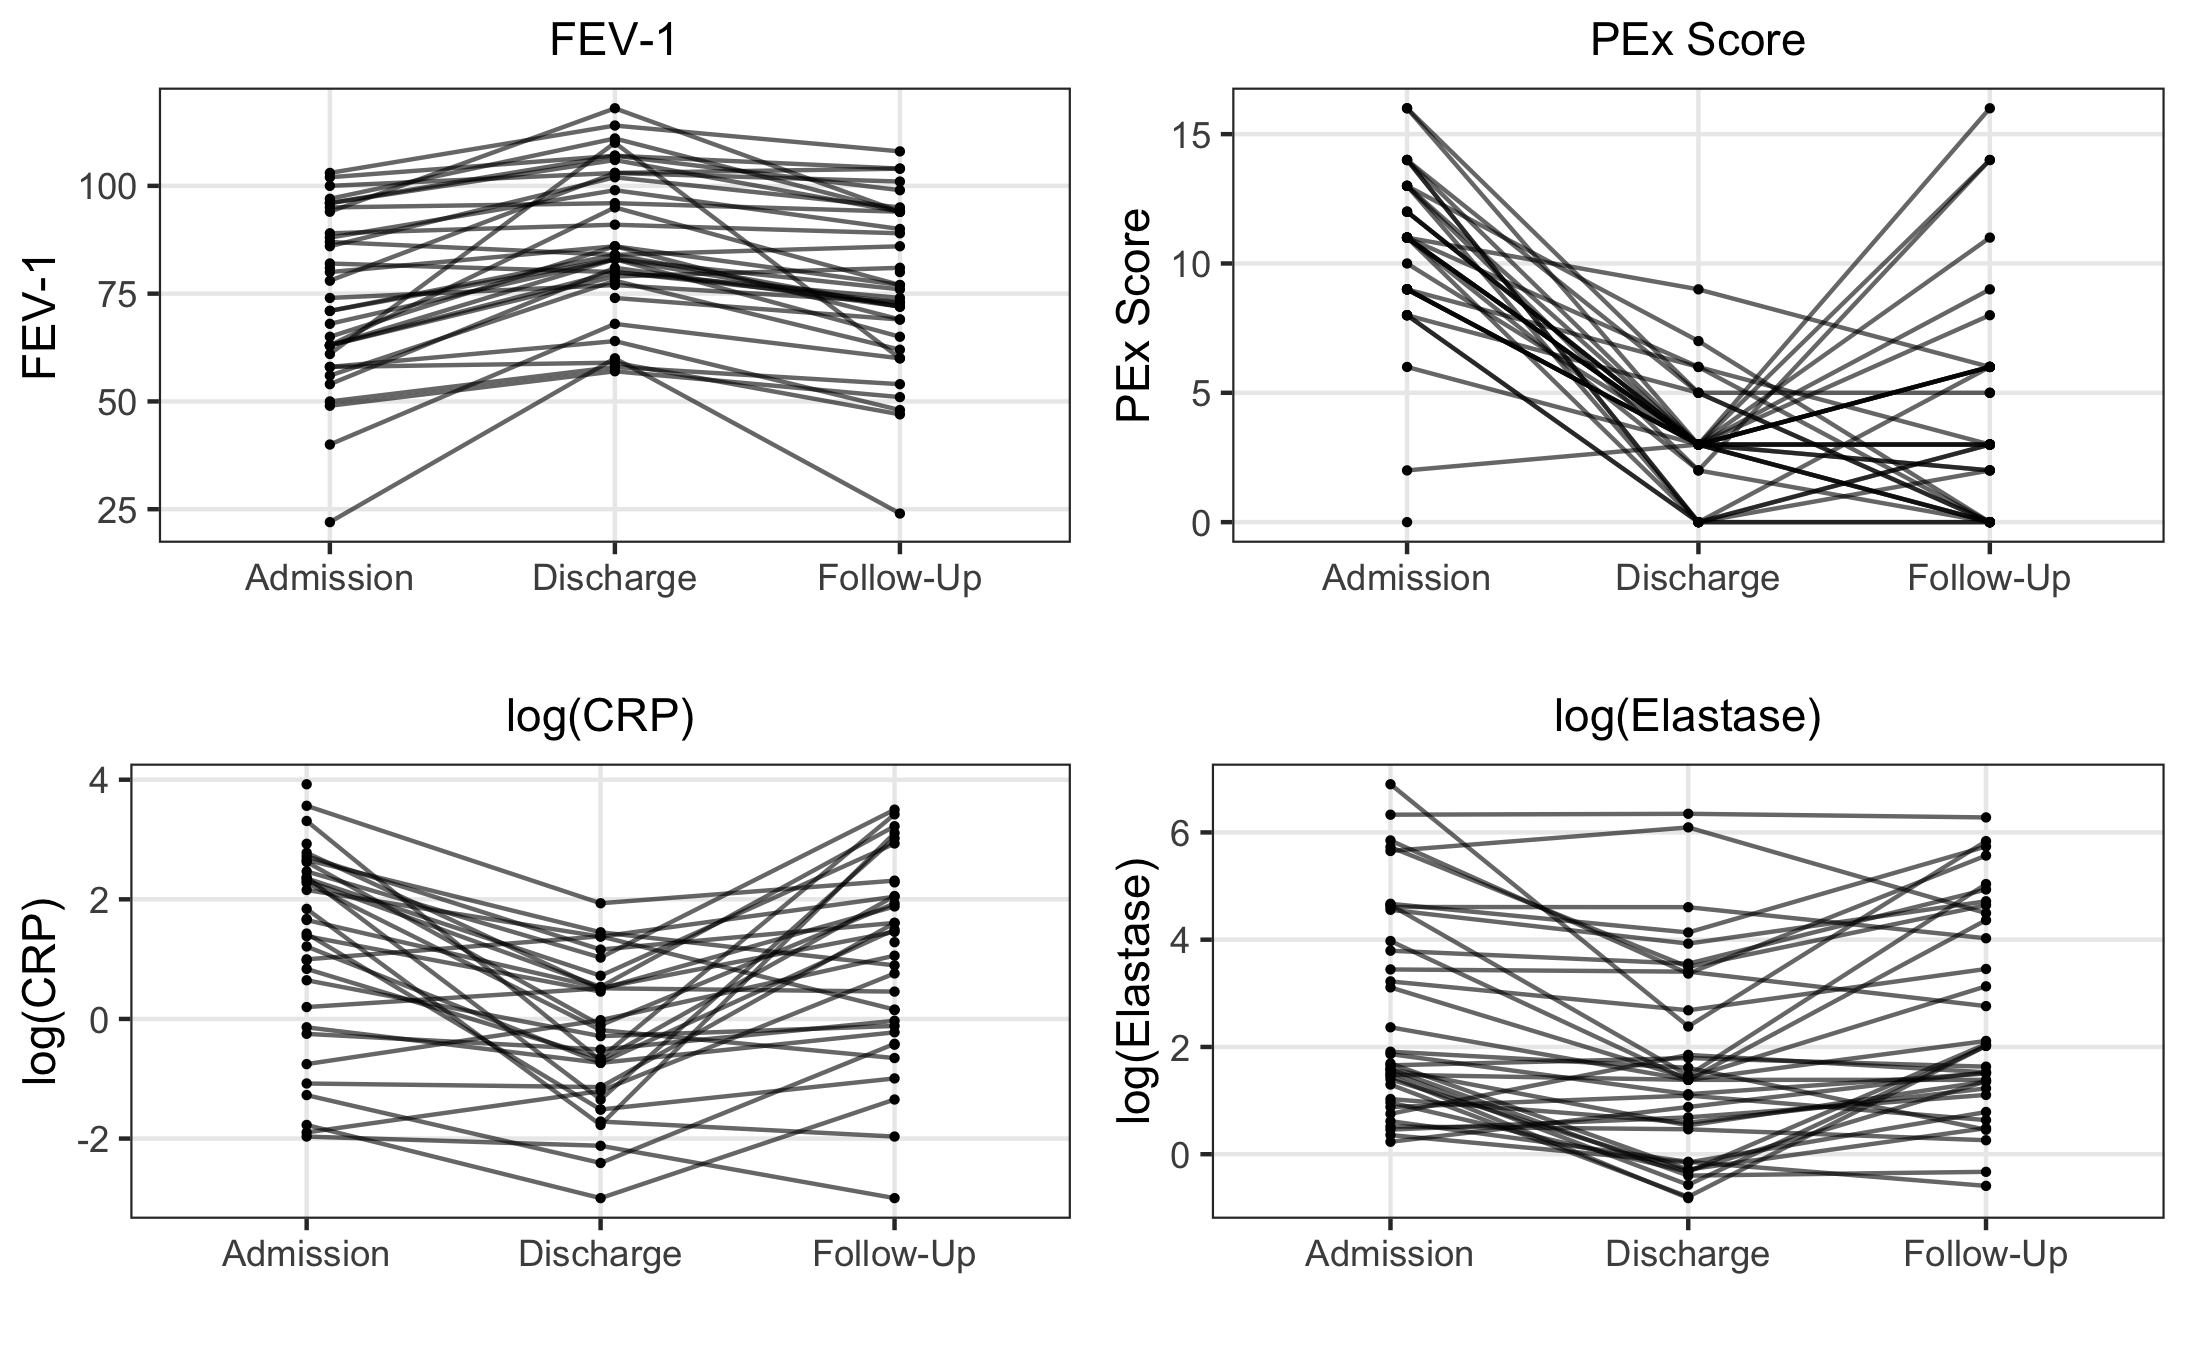 FEV-1
FEV-1
100
75
50
25
Admission Discharge Follow-Up
PEx Score
PEx Score
15
10
5
0
Admission Discharge Follow-Up
log(CRP)
log(CRP)
4
2
0
-2
Admission Discharge Follow-Up
log(Elastase)
log(Elastase)
6
4
2
0
Admission Discharge Follow-Up